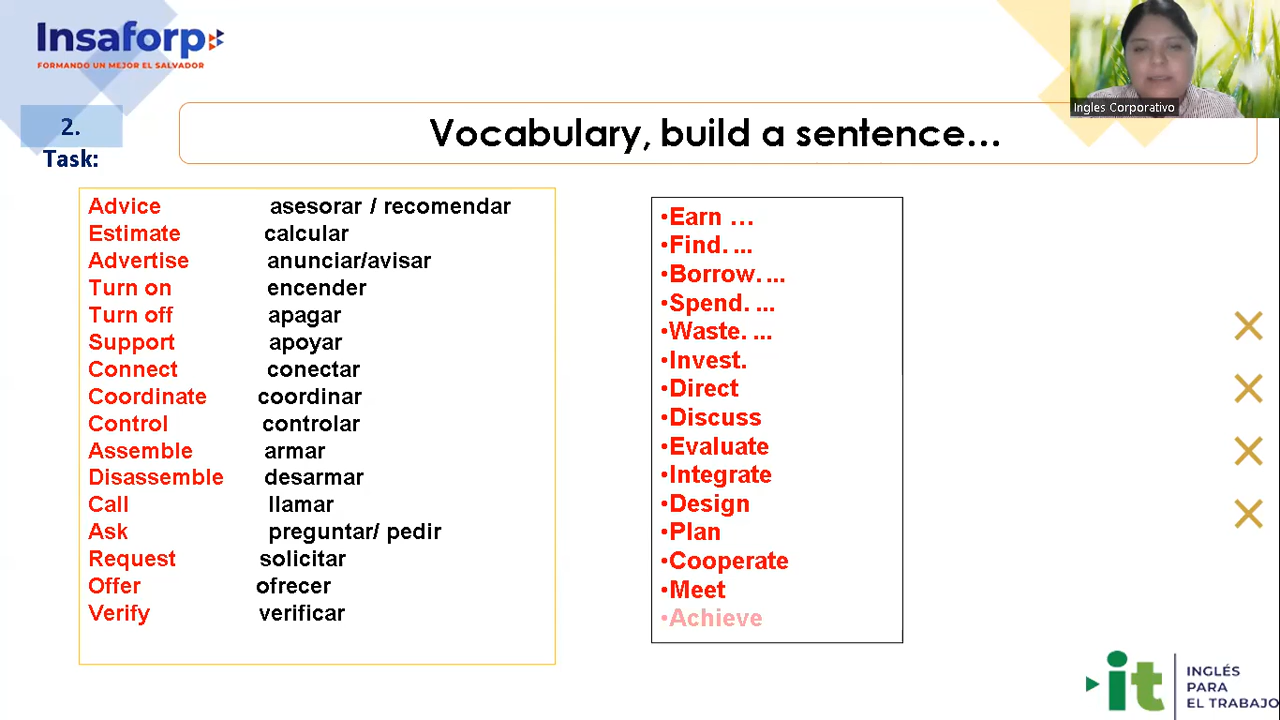 Insaforp
FORMANDO UN MEJOR EL SALVADOR
Ingles Corporativo
2.
Task:
Vocabulary, build a sentence...
Advice asesorar / recomendar
Estimate calcular
Advertise anunciar/avisar
Turn on encender
Turn off apagar
Support apoyar
Connect conectar
Coordinate coordinar
Control controlar
Assemble armar
Disassemble desarmar
Call llamar
Ask preguntar/ pedir
Request solicitar
Offer ofrecer
Verify verificar
•Earn …
•Find. ...
•Borrow. ...
•Spend. ...
•Waste. ...
•Invest.
•Direct
•Discuss
•Evaluate
•Integrate
•Design
•Plan
•Cooperate
•Meet
•Achieve
it
INGLÉS
PARA
EL TRABAJO